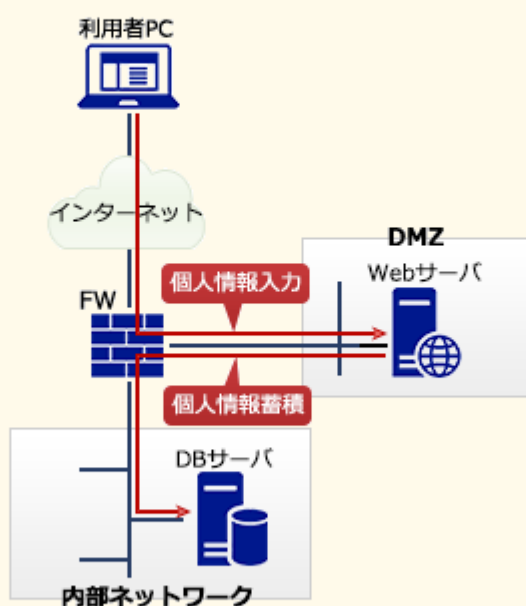 利用者PC
インターネット
DMZ
Webサーバ
個人情報入力
FW
個人情報蓄積
DBサーバ
内部ネットワーク